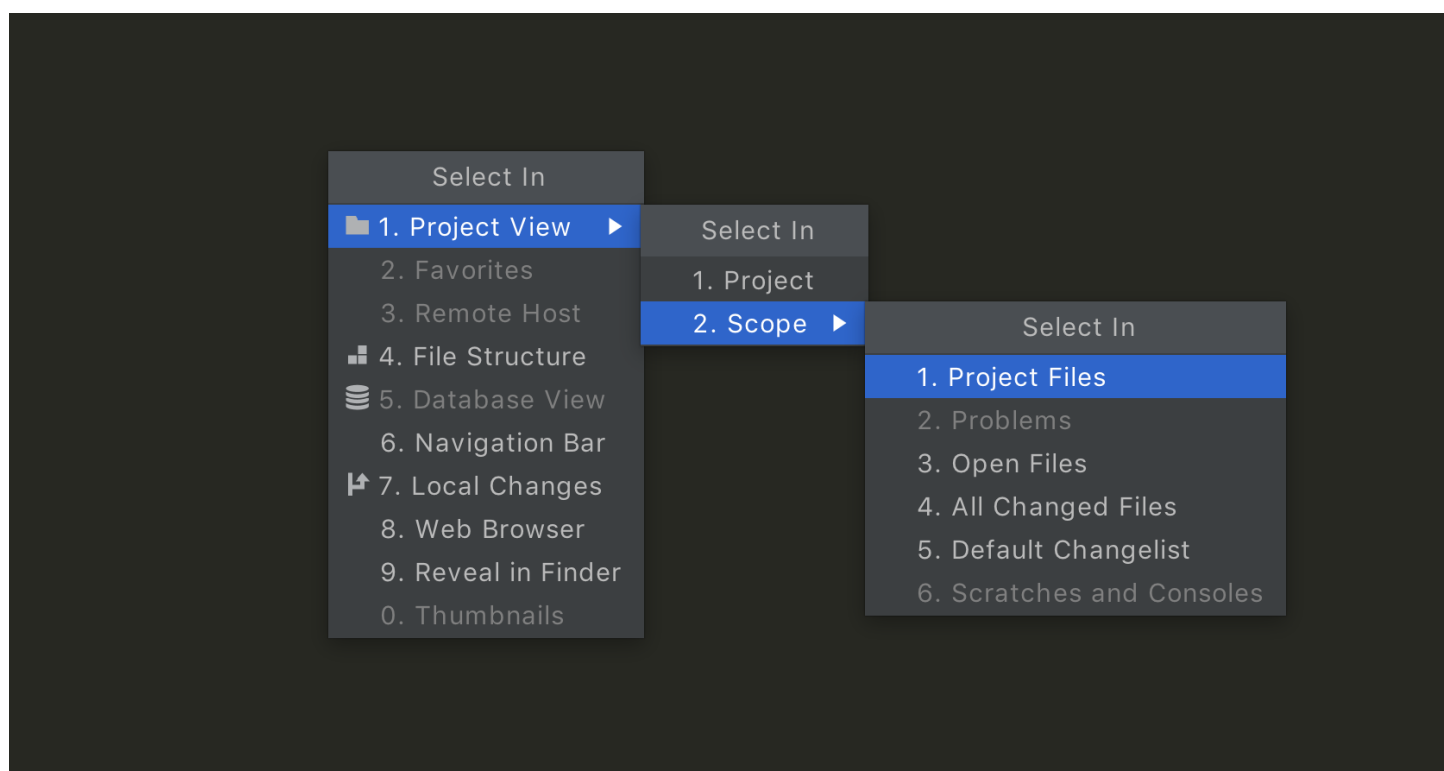 Select In
1. Project View
2. Favorites
3. Remote Host
4. File Structure
5. Database View
6. Navigation Bar
7. Local Changes
8. Web Browser
9. Reveal in Finder
0. Thumbnails
Select In
1. Project
2. Scope
Select In
1. Project Files
2. Problems
3. Open Files
4. All Changed Files
5. Default Changelist
6. Scratches and Consoles